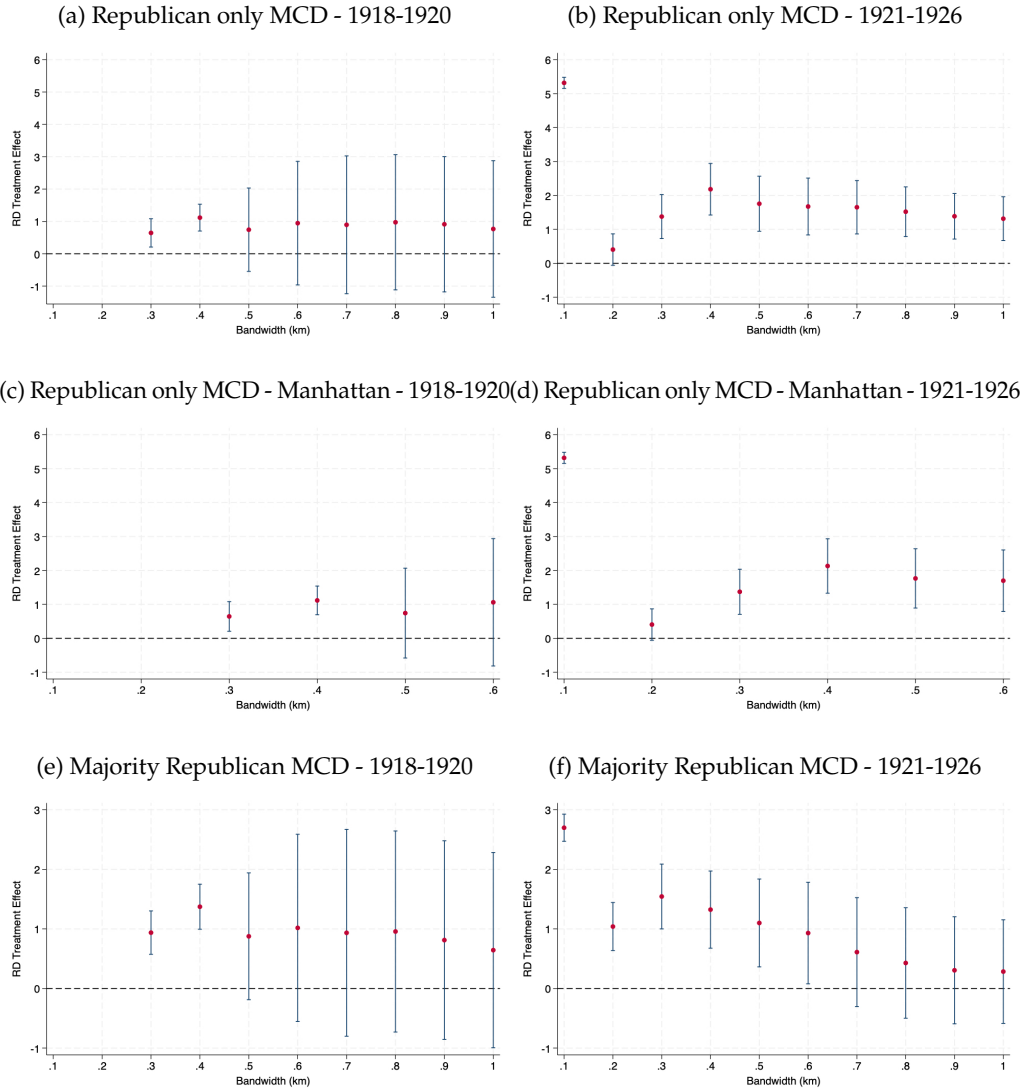 (a) Republican only MCD - 1918-1920
(b) Republican only MCD - 1921-1926
RD Treatment Effect
6
5
4
3
2
1
0
-1
.1 .2 .3 .4 .5 .6 .7 .8 .9 1
Bandwidth (km)
RD Treatment Effect
6
5
4
3
2
1
0
-1
.1 .2 .3 .4 .5 .6 .7 .8 .9 1
Bandwidth (km)
(c) Republican only MCD - Manhattan - 1918-1920
(d) Republican only MCD - Manhattan - 1921-1926
RD Treatment Effect
6
5
4
3
2
1
0
-1
.1 .2 .3 .4 .5 .6
Bandwidth (km)
RD Treatment Effect
6
5
4
3
2
1
0
-1
.1 .2 .3 .4 .5 .6
Bandwidth (km)
(e) Majority Republican MCD - 1918-1920
(f) Majority Republican MCD - 1921-1926
RD Treatment Effect
3
2
1
0
-1
.1 .2 .3 .4 .5 .6 .7 .8 .9 1
Bandwidth (km)
RD Treatment Effect
3
2
1
0
-1
.1 .2 .3 .4 .5 .6 .7 .8 .9 1
Bandwidth (km)